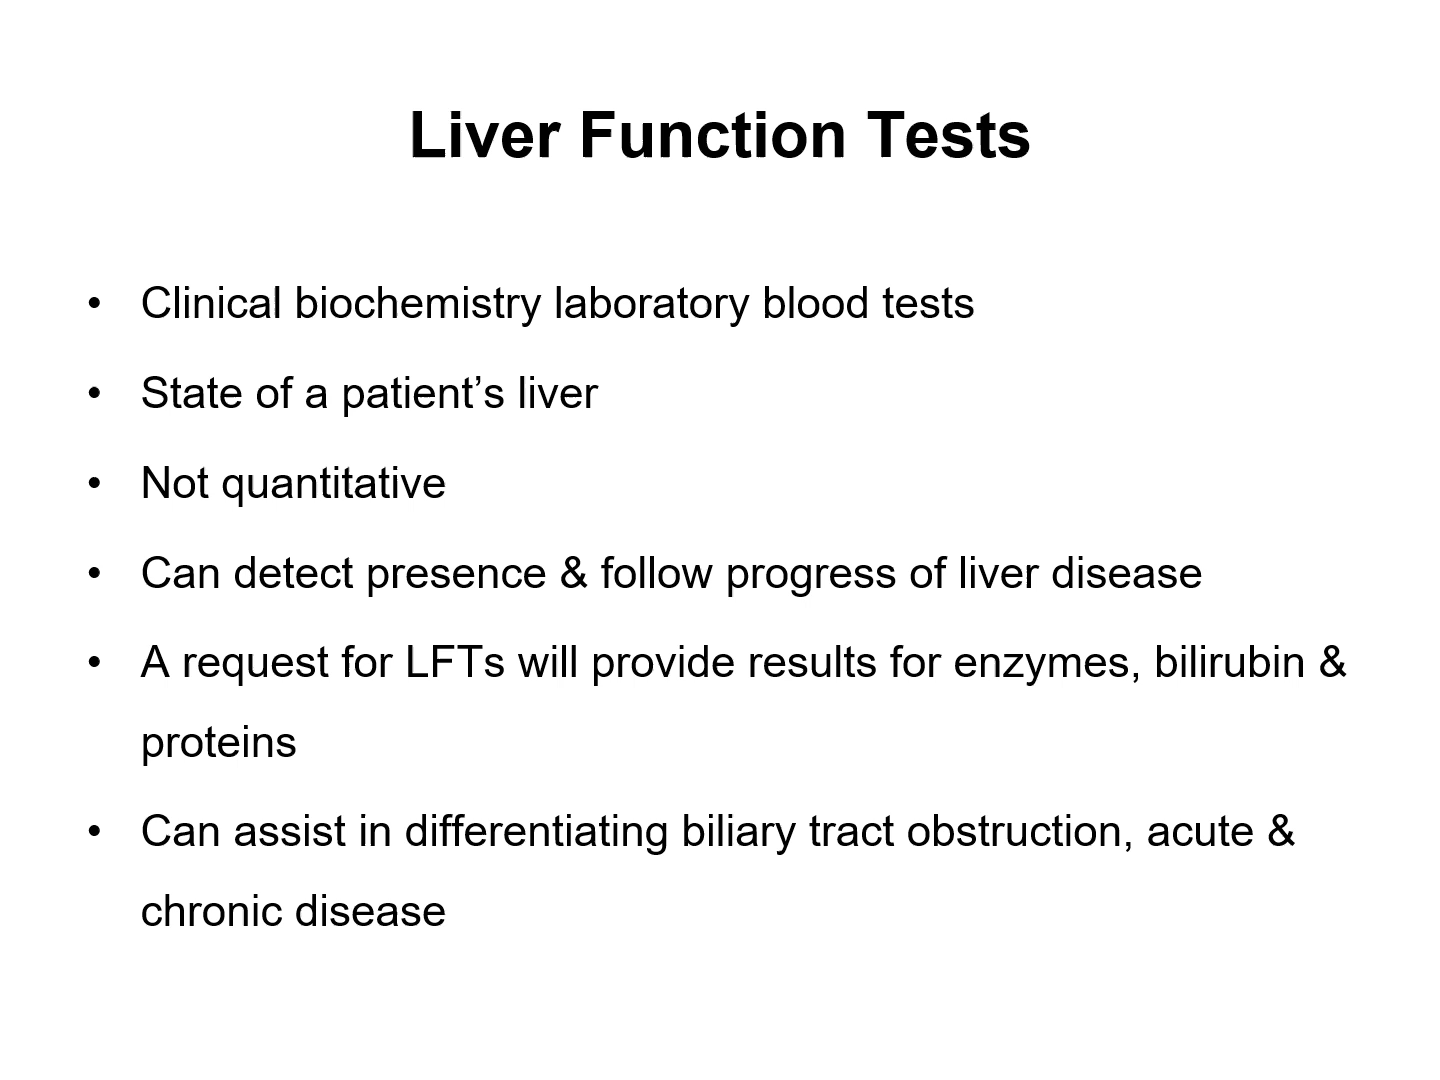 Liver Function Tests
• Clinical biochemistry laboratory blood tests
• State of a patient’s liver
• Not quantitative
• Can detect presence & follow progress of liver disease
• A request for LFTs will provide results for enzymes, bilirubin &
proteins
• Can assist in differentiating biliary tract obstruction, acute &
chronic disease